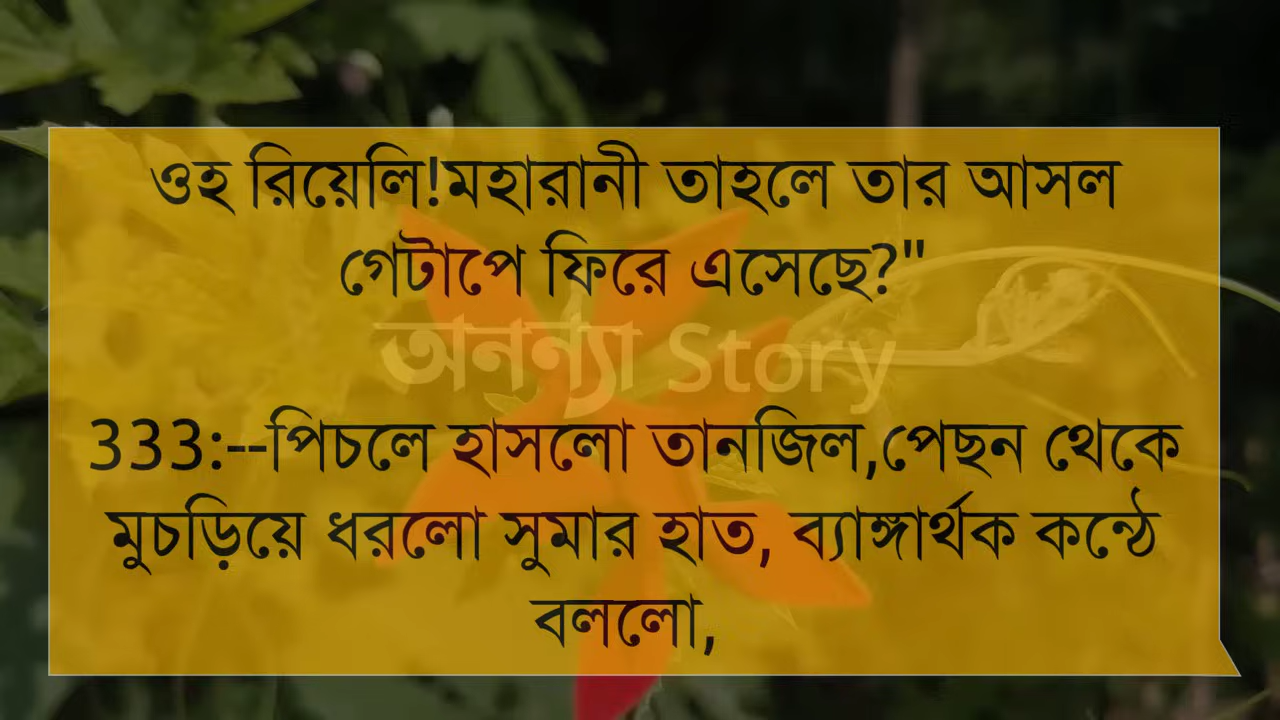 ওহ রিয়েলি!মহারানী তাহলে তার আসল
গেটাপে ফিরে এসেছে?"
অনন্যা Story
333:--পিচলে হাসলো তানজিল,পেছন থেকে
মুচড়িয়ে ধরলো সুমার হাত, ব্যাঙ্গার্থক কন্ঠে
বললো,